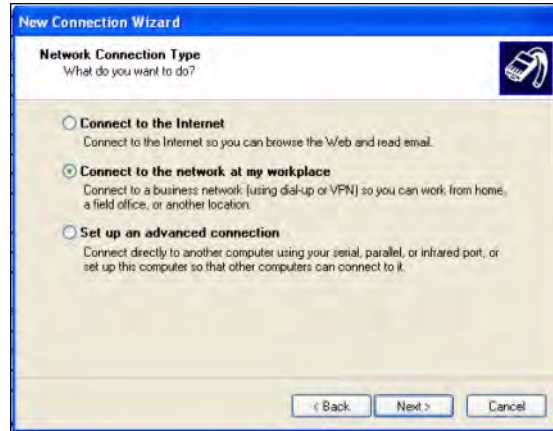 New Connection Wizard
Network Connection Type
What do you want to do?
Connect to the Internet
Connect to the Internet so you can browse the Web and read email.
Connect to the network at my workplace
Connect to a business network (using dial-up or VPN) so you can work from home,
a field office, or another location.
Set up an advanced connection
Connect directly to another computer using your serial, parallel, or infrared port, or
set up this computer so that other computers can connect to it.
< Back
Next >
Cancel